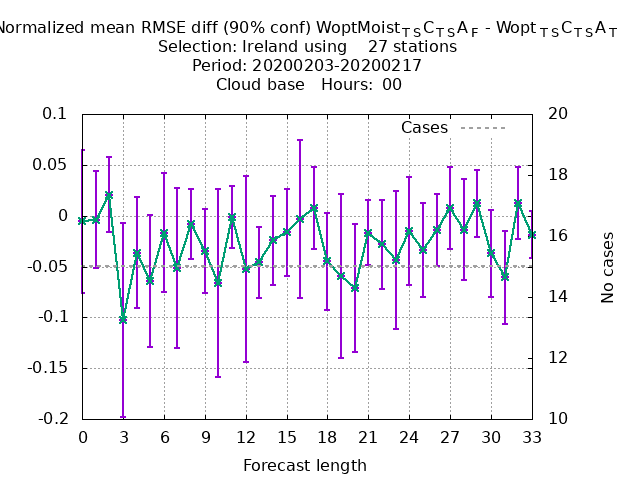 Normalized mean RMSE diff (90% conf) WoptMoist_TSC_TSA_F - Wopt_TSC_TSA_T
Selection: Ireland using 27 stations
Period: 20200203-20200217
Cloud base Hours: 00
0.1 20
Cases
0.05 18
0 16
-0.05
-0.1 14
-0.15 12
-0.2 10
No cases
0 3 6 9 12 15 18 21 24 27 30 33
Forecast length